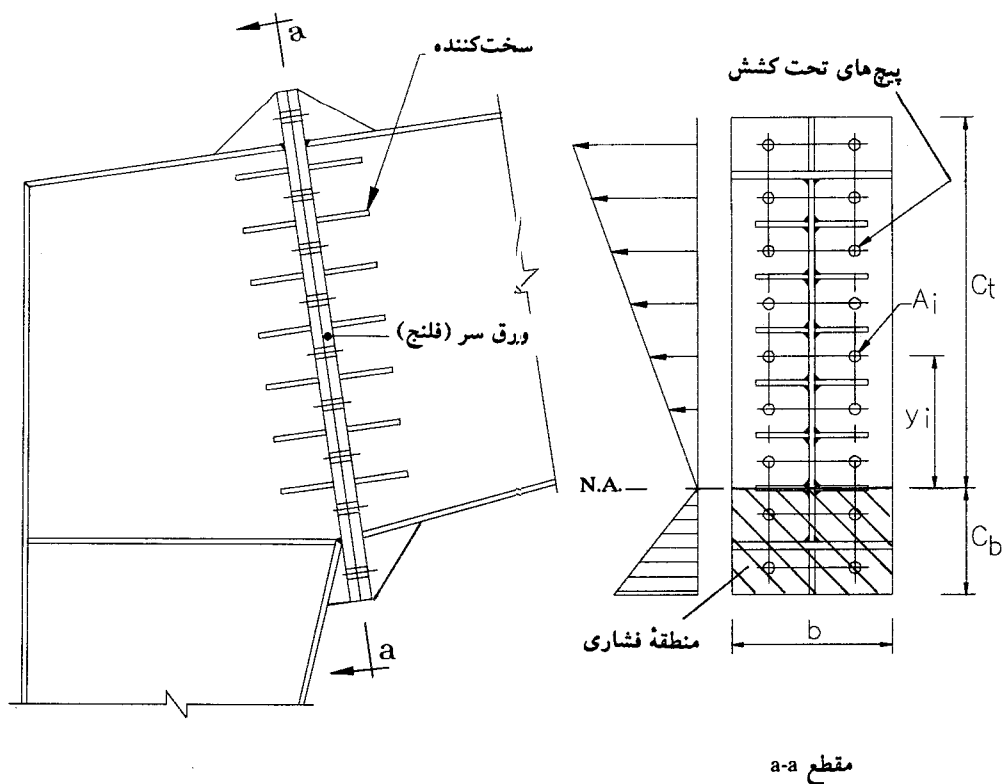 a
سخت‌کننده
پیچ‌های تحت کشش
Ct
Ai
ورق سر (فلنج)
yi
N.A.
Cb
منطقهٔ فشاری
b
a
مقطع a-a